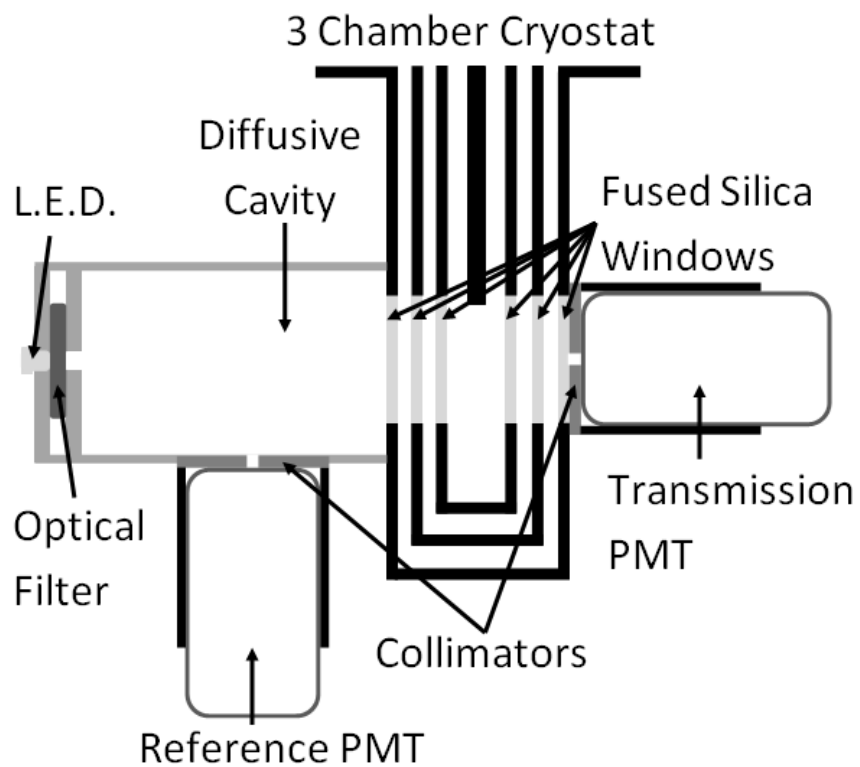 3 Chamber Cryostat
Diffusive
Cavity
L.E.D.
Fused Silica
Windows
Optical
Filter
Transmission
PMT
Collimators
Reference PMT